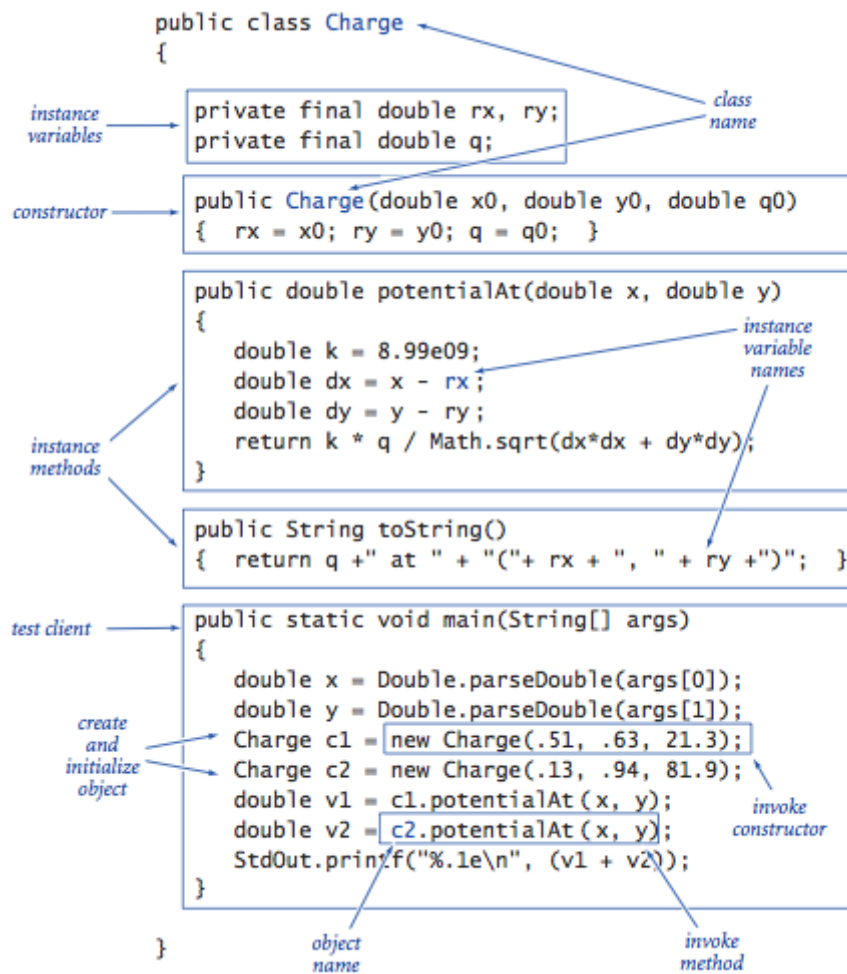 public class Charge
{
instance
variables
private final double rx, ry;
private final double q;
class
name
constructor
public Charge(double x0, double y0, double q0)
{  rx = x0; ry = y0; q = q0;  }
public double potentialAt(double x, double y)
{
   double k = 8.99e09;
   double dx = x - rx;
   double dy = y - ry;
   return k * q / Math.sqrt(dx*dx + dy*dy);
}
instance
variable
names
instance
methods
public String toString()
{  return q +" at " + "("+ rx + ", " + ry +")";  }
test client
public static void main(String[] args)
{
   double x = Double.parseDouble(args[0]);
   double y = Double.parseDouble(args[1]);
   Charge c1 = new Charge(.51, .63, 21.3);
   Charge c2 = new Charge(.13, .94, 81.9);
   double v1 = c1.potentialAt(x, y);
   double v2 = c2.potentialAt(x, y);
   StdOut.printf("%.1e\n", (v1 + v2));
}
create
and
initialize
object
invoke
constructor
}
object
name
invoke
method